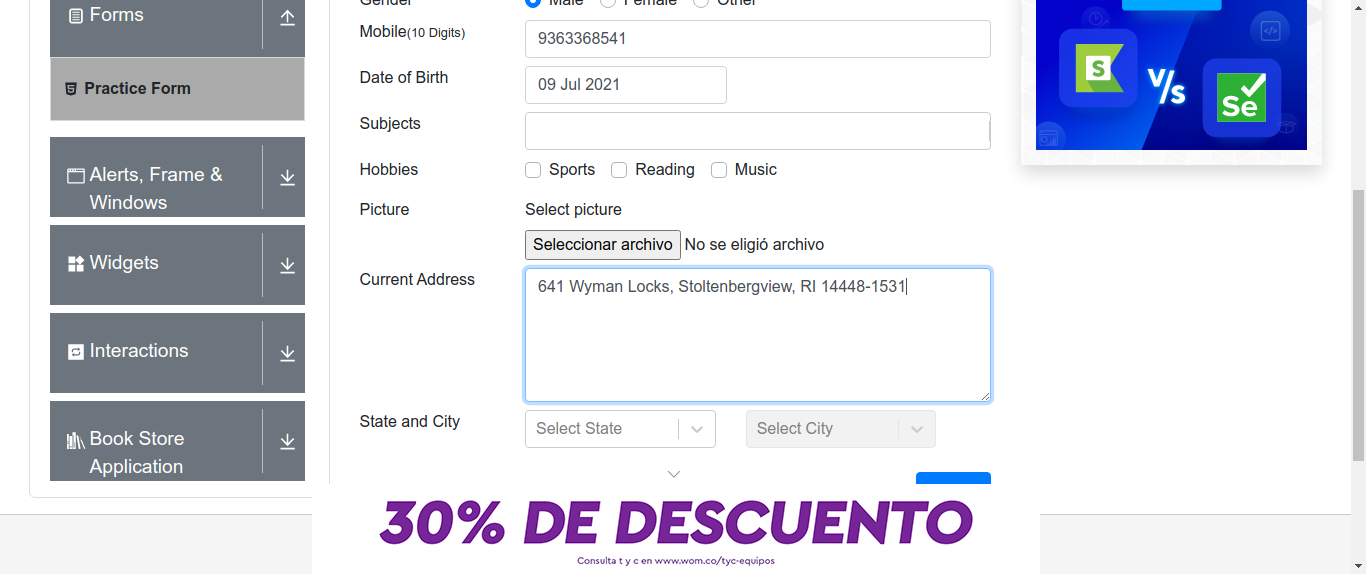 Forms
Practice Form
Alerts, Frame &
Windows
Widgets
Interactions
Book Store
Application
Gender Male Female Other
Mobile(10 Digits) 9363368541
Date of Birth 09 Jul 2021
Subjects
Hobbies Sports Reading Music
Picture Select picture
Seleccionar archivo No se eligió archivo
Current Address 641 Wyman Locks, Stoltenbergview, RI 14448-1531
State and City Select State Select City
S V/s Se
30% DE DESCUENTO
Consulta t y c en www.wom.co/tyc-equipos